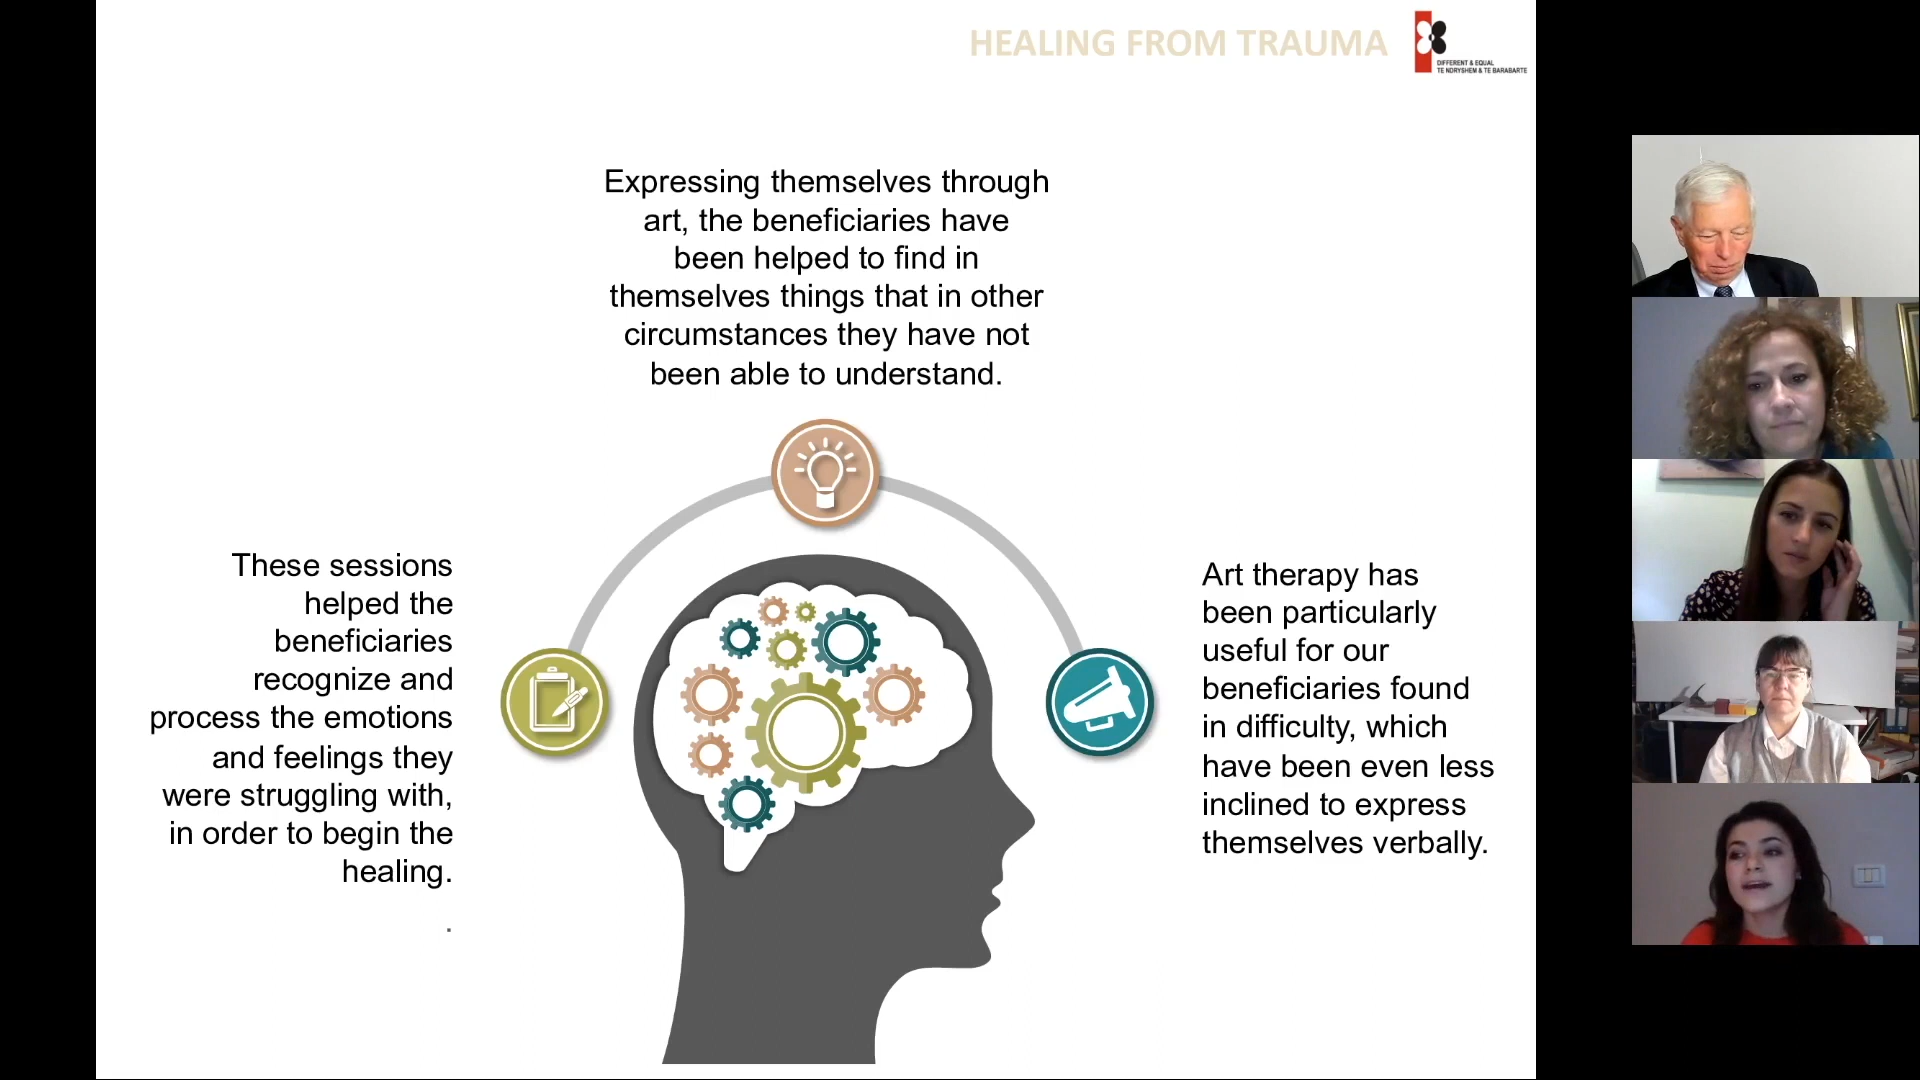 HEALING FROM TRAUMA
DIFFERENT & EQUAL
TE NDRYSHEM & TE BARABARTE
Expressing themselves through
art, the beneficiaries have
been helped to find in
themselves things that in other
circumstances they have not
been able to understand.
These sessions
helped the
beneficiaries
recognize and
process the emotions
and feelings they
were struggling with,
in order to begin the
healing.
.
Art therapy has
been particularly
useful for our
beneficiaries found
in difficulty, which
have been even less
inclined to express
themselves verbally.